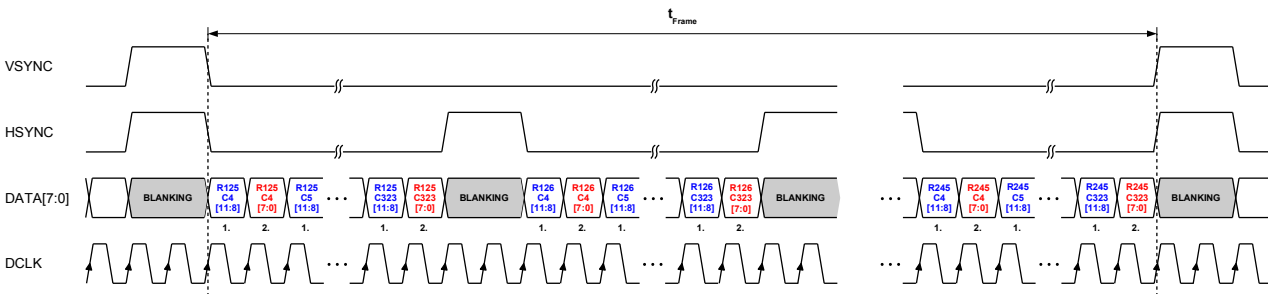 tFrame
VSYNC
HSYNC
DATA[7:0]
BLANKING
R125
C4
[11:8]
R125
C4
[7:0]
R125
C5
[11:8]
R125
C323
[11:8]
R125
C323
[7:0]
BLANKING
R126
C4
[11:8]
R126
C4
[7:0]
R126
C5
[11:8]
R126
C323
[11:8]
R126
C323
[7:0]
BLANKING
R245
C4
[11:8]
R245
C4
[7:0]
R245
C5
[11:8]
R245
C323
[11:8]
R245
C323
[7:0]
BLANKING
1. 2. 1. 1. 2. 1. 2. 1. 1. 2. 1. 2. 1. 1. 2.
DCLK